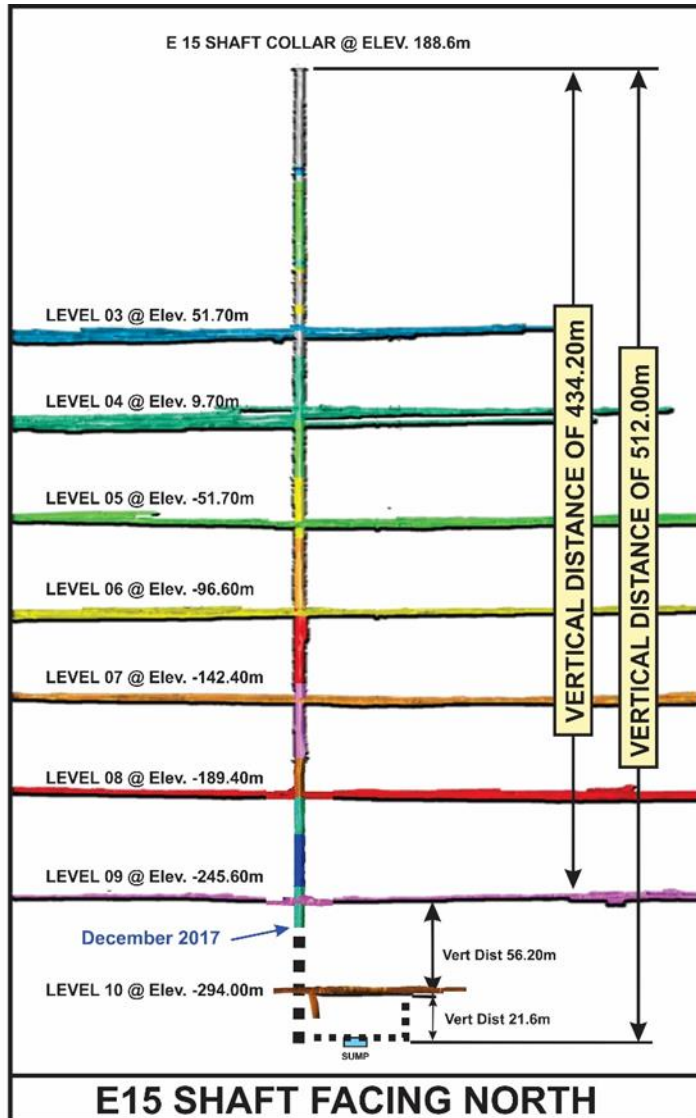 E 15 SHAFT COLLAR @ ELEV. 188.6m
LEVEL 03 @ Elev. 51.70m
LEVEL 04 @ Elev. 9.70m
LEVEL 05 @ Elev. -51.70m
LEVEL 06 @ Elev. -96.60m
LEVEL 07 @ Elev. -142.40m
LEVEL 08 @ Elev. -189.40m
LEVEL 09 @ Elev. -245.60m
December 2017
LEVEL 10 @ Elev. -294.00m
Vert Dist 56.20m
Vert Dist 21.6m
SUMP
VERTICAL DISTANCE OF 434.20m
VERTICAL DISTANCE OF 512.00m
E15 SHAFT FACING NORTH